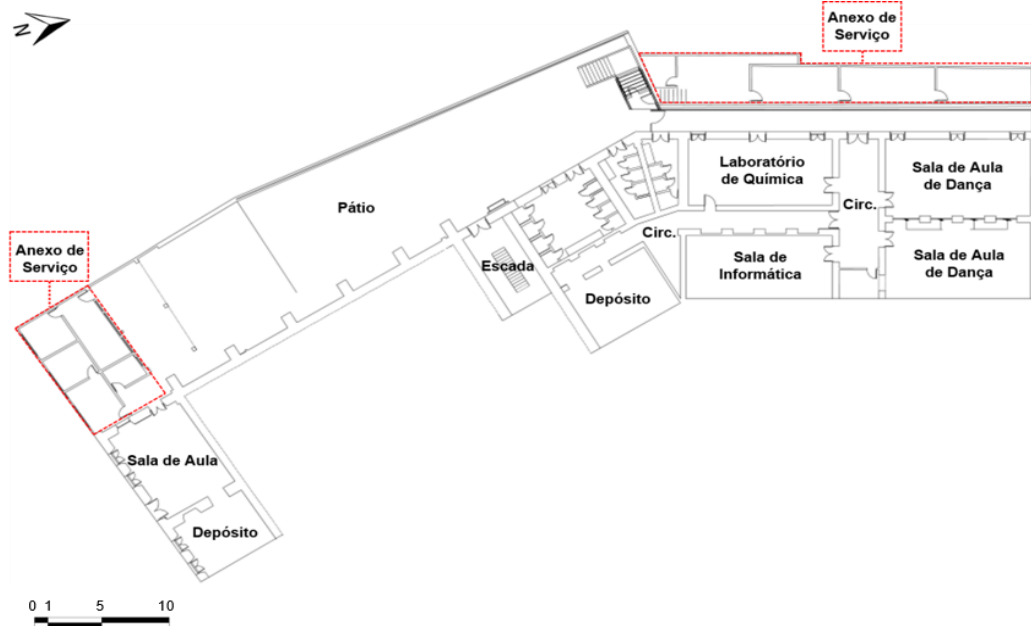 N
Anexo de
Serviço
Laboratório
de Química
Sala de Aula
de Dança
Pátio
Circ.
Circ.
Anexo de
Serviço
Escada
Sala de
Informática
Sala de Aula
de Dança
Depósito
Sala de Aula
Depósito
0 1 5 10